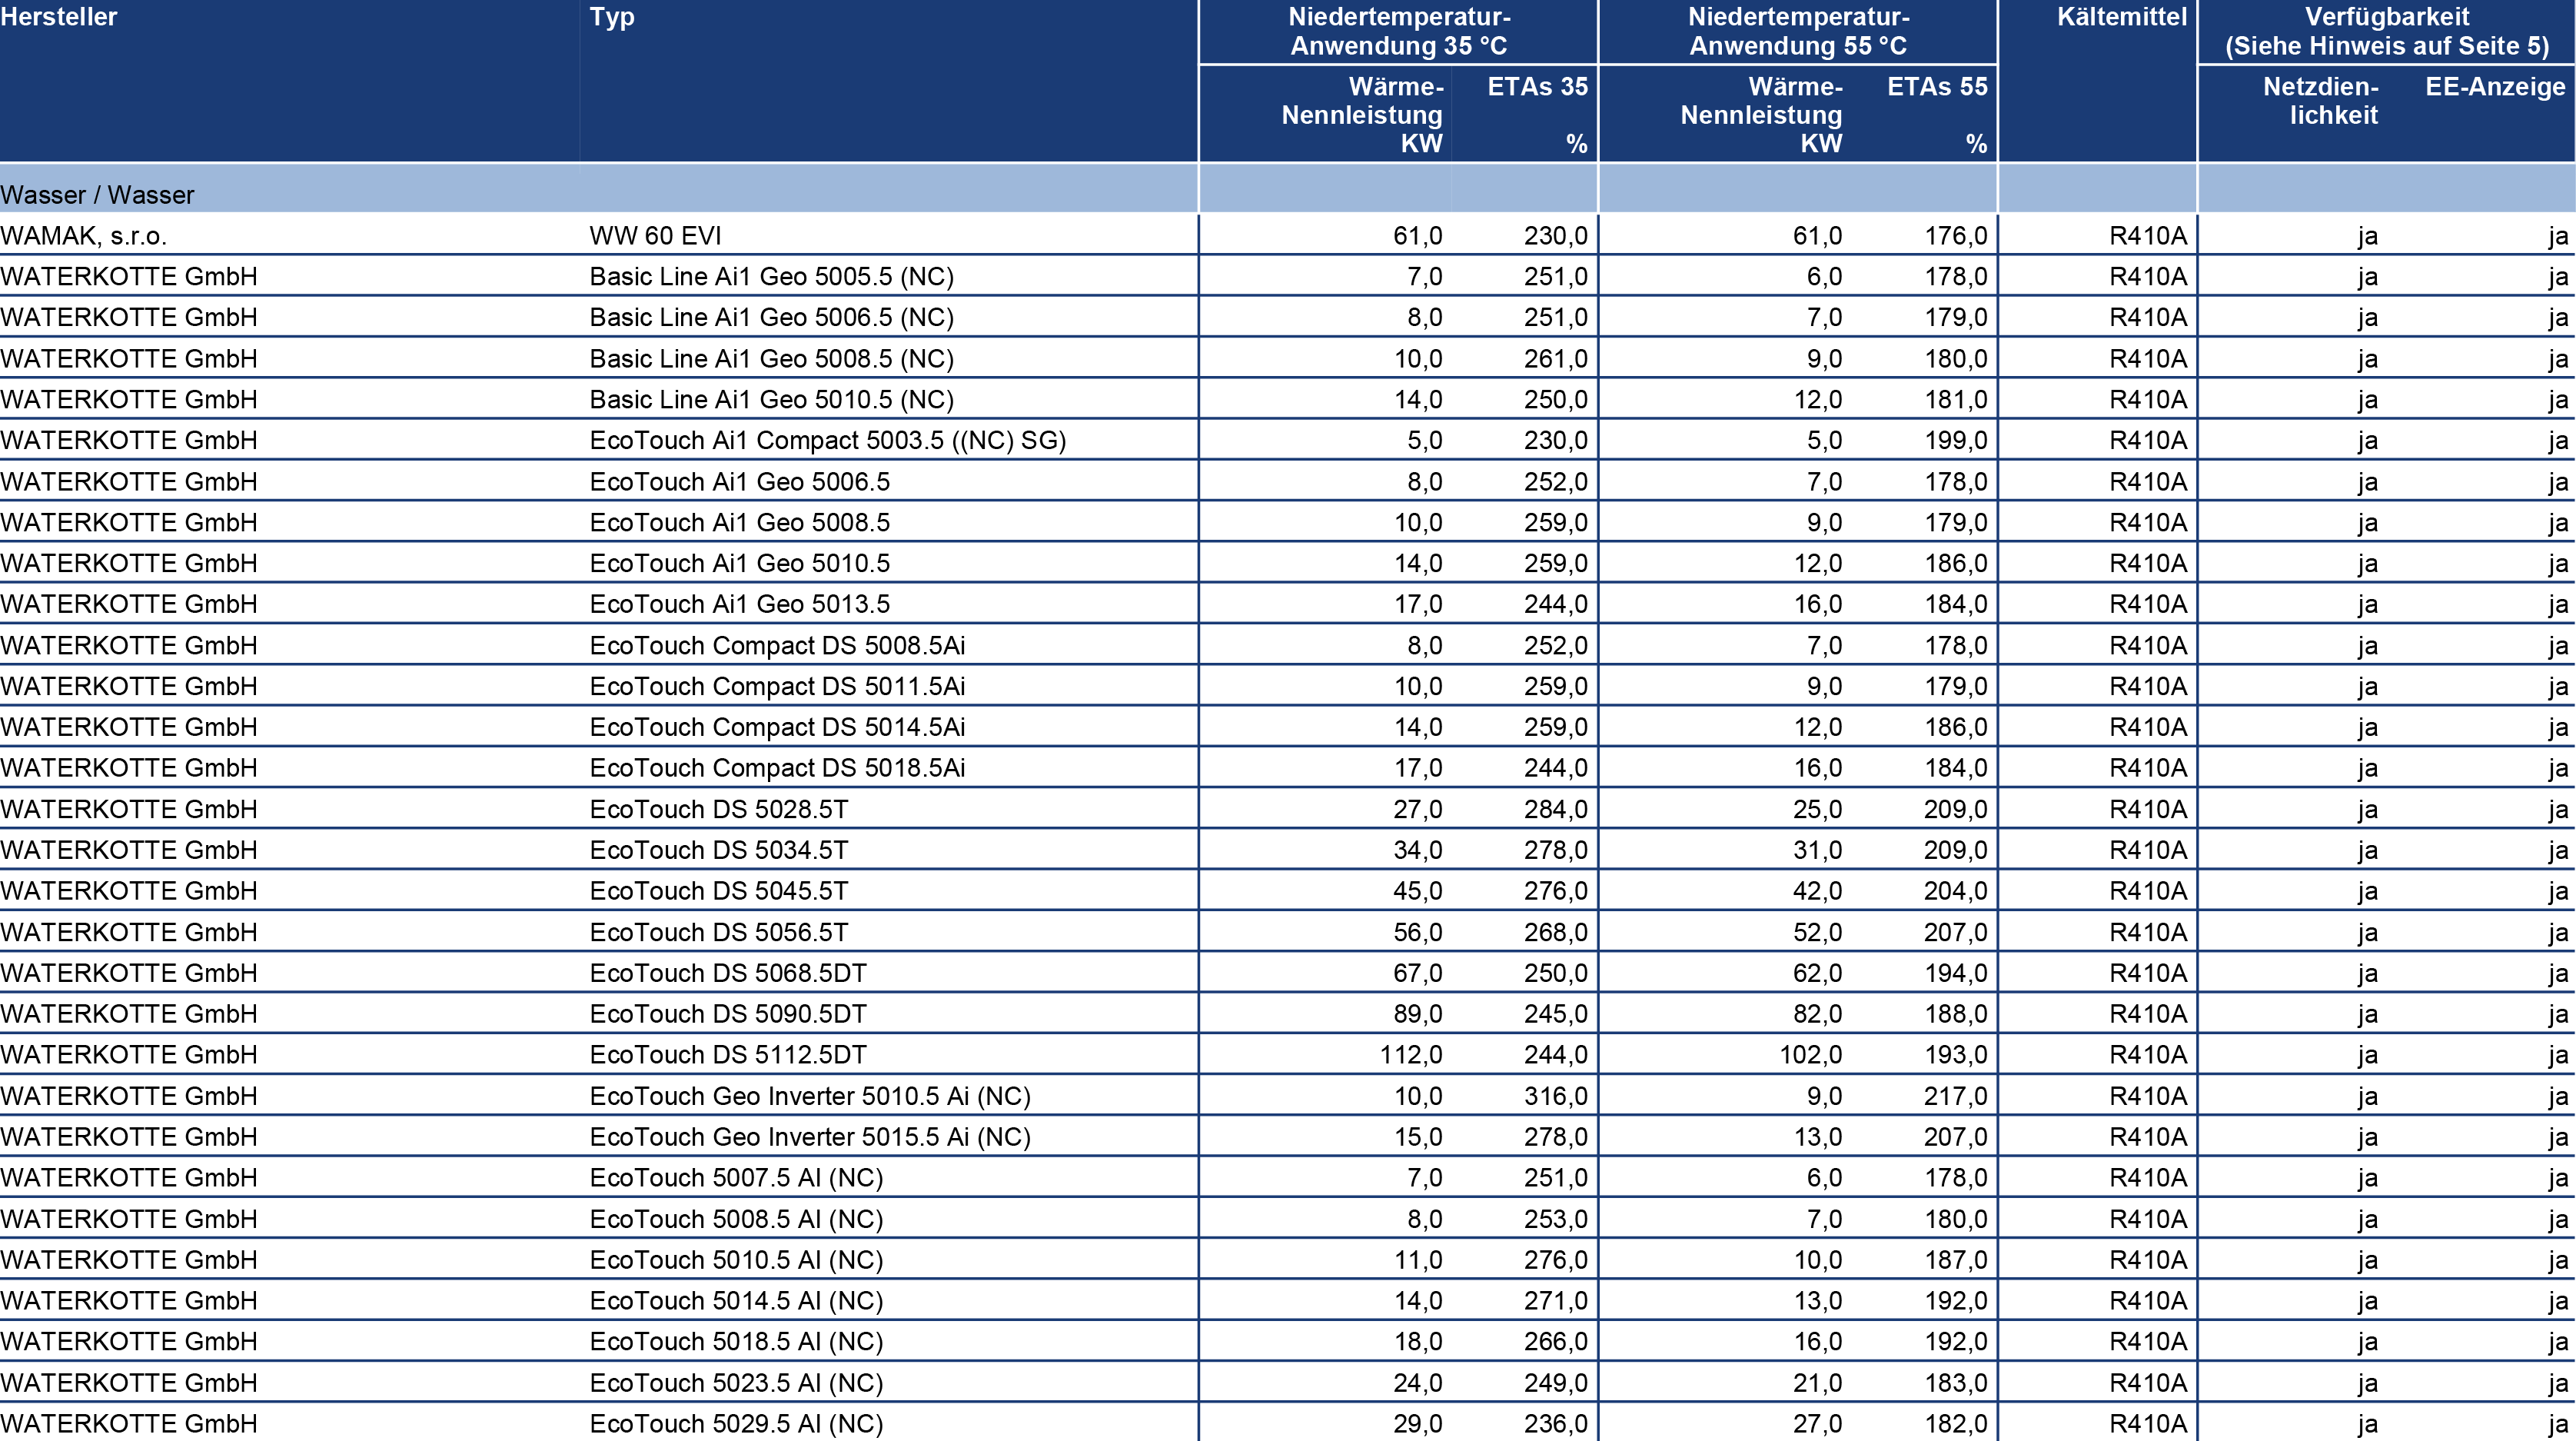 Hersteller Typ Niedertemperatur- Niedertemperatur- Kältemittel Verfügbarkeit
Anwendung 35 °C Anwendung 55 °C (Siehe Hinweis auf Seite 5)
Wärme- ETAs 35 Wärme- ETAs 55 Netzdien- EE-Anzeige
Nennleistung Nennleistung lichkeit
KW % KW %
Wasser / Wasser
WAMAK, s.r.o. WW 60 EVI 61,0 230,0 61,0 176,0 R410A ja ja
WATERKOTTE GmbH Basic Line Ai1 Geo 5005.5 (NC) 7,0 251,0 6,0 178,0 R410A ja ja
WATERKOTTE GmbH Basic Line Ai1 Geo 5006.5 (NC) 8,0 251,0 7,0 179,0 R410A ja ja
WATERKOTTE GmbH Basic Line Ai1 Geo 5008.5 (NC) 10,0 261,0 9,0 180,0 R410A ja ja
WATERKOTTE GmbH Basic Line Ai1 Geo 5010.5 (NC) 14,0 250,0 12,0 181,0 R410A ja ja
WATERKOTTE GmbH EcoTouch Ai1 Compact 5003.5 ((NC) SG) 5,0 230,0 5,0 199,0 R410A ja ja
WATERKOTTE GmbH EcoTouch Ai1 Geo 5006.5 8,0 252,0 7,0 178,0 R410A ja ja
WATERKOTTE GmbH EcoTouch Ai1 Geo 5008.5 10,0 259,0 9,0 179,0 R410A ja ja
WATERKOTTE GmbH EcoTouch Ai1 Geo 5010.5 14,0 259,0 12,0 186,0 R410A ja ja
WATERKOTTE GmbH EcoTouch Ai1 Geo 5013.5 17,0 244,0 16,0 184,0 R410A ja ja
WATERKOTTE GmbH EcoTouch Compact DS 5008.5Ai 8,0 252,0 7,0 178,0 R410A ja ja
WATERKOTTE GmbH EcoTouch Compact DS 5011.5Ai 10,0 259,0 9,0 179,0 R410A ja ja
WATERKOTTE GmbH EcoTouch Compact DS 5014.5Ai 14,0 259,0 12,0 186,0 R410A ja ja
WATERKOTTE GmbH EcoTouch Compact DS 5018.5Ai 17,0 244,0 16,0 184,0 R410A ja ja
WATERKOTTE GmbH EcoTouch DS 5028.5T 27,0 284,0 25,0 209,0 R410A ja ja
WATERKOTTE GmbH EcoTouch DS 5034.5T 34,0 278,0 31,0 209,0 R410A ja ja
WATERKOTTE GmbH EcoTouch DS 5045.5T 45,0 276,0 42,0 204,0 R410A ja ja
WATERKOTTE GmbH EcoTouch DS 5056.5T 56,0 268,0 52,0 207,0 R410A ja ja
WATERKOTTE GmbH EcoTouch DS 5068.5DT 67,0 250,0 62,0 194,0 R410A ja ja
WATERKOTTE GmbH EcoTouch DS 5090.5DT 89,0 245,0 82,0 188,0 R410A ja ja
WATERKOTTE GmbH EcoTouch DS 5112.5DT 112,0 244,0 102,0 193,0 R410A ja ja
WATERKOTTE GmbH EcoTouch Geo Inverter 5010.5 Ai (NC) 10,0 316,0 9,0 217,0 R410A ja ja
WATERKOTTE GmbH EcoTouch Geo Inverter 5015.5 Ai (NC) 15,0 278,0 13,0 207,0 R410A ja ja
WATERKOTTE GmbH EcoTouch 5007.5 AI (NC) 7,0 251,0 6,0 178,0 R410A ja ja
WATERKOTTE GmbH EcoTouch 5008.5 AI (NC) 8,0 253,0 7,0 180,0 R410A ja ja
WATERKOTTE GmbH EcoTouch 5010.5 AI (NC) 11,0 276,0 10,0 187,0 R410A ja ja
WATERKOTTE GmbH EcoTouch 5014.5 AI (NC) 14,0 271,0 13,0 192,0 R410A ja ja
WATERKOTTE GmbH EcoTouch 5018.5 AI (NC) 18,0 266,0 16,0 192,0 R410A ja ja
WATERKOTTE GmbH EcoTouch 5023.5 AI (NC) 24,0 249,0 21,0 183,0 R410A ja ja
WATERKOTTE GmbH EcoTouch 5029.5 AI (NC) 29,0 236,0 27,0 182,0 R410A ja ja